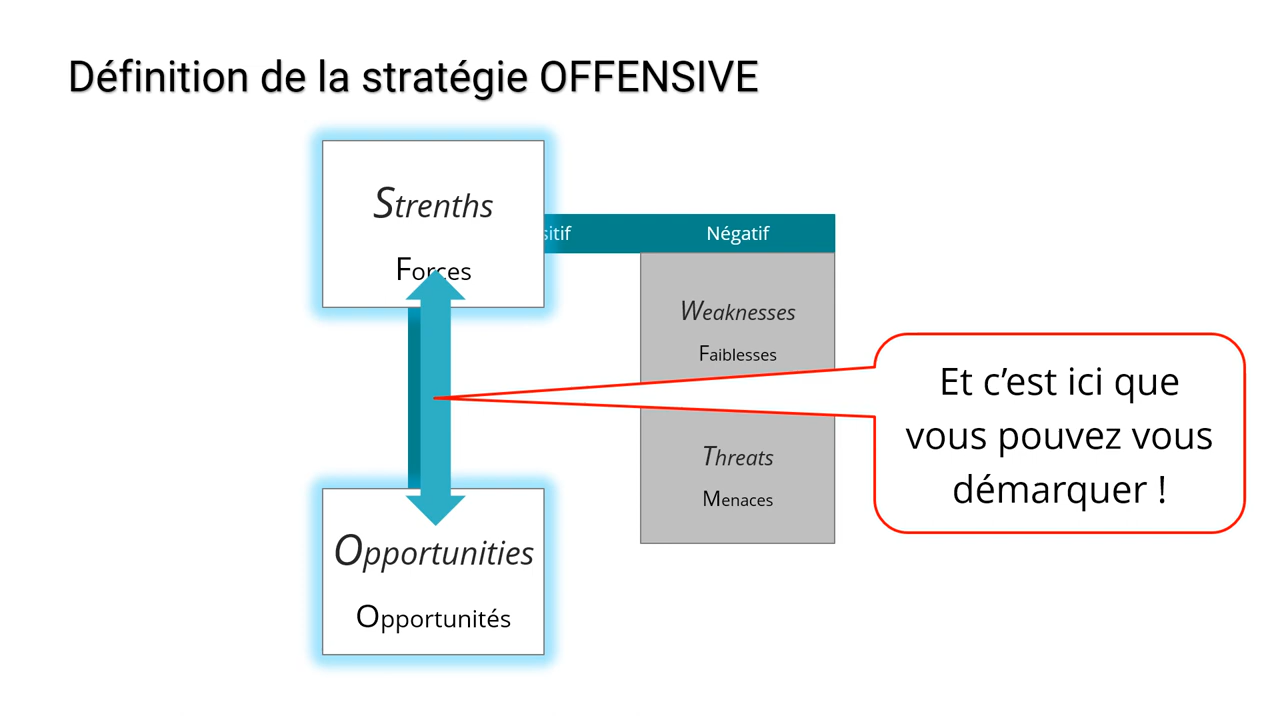 Définition de la stratégie OFFENSIVE
Strenths
Forces
sitif
Négatif
Weaknesses
Faiblesses
Et c’est ici que
vous pouvez vous
démarquer !
Threats
Menaces
Opportunities
Opportunités